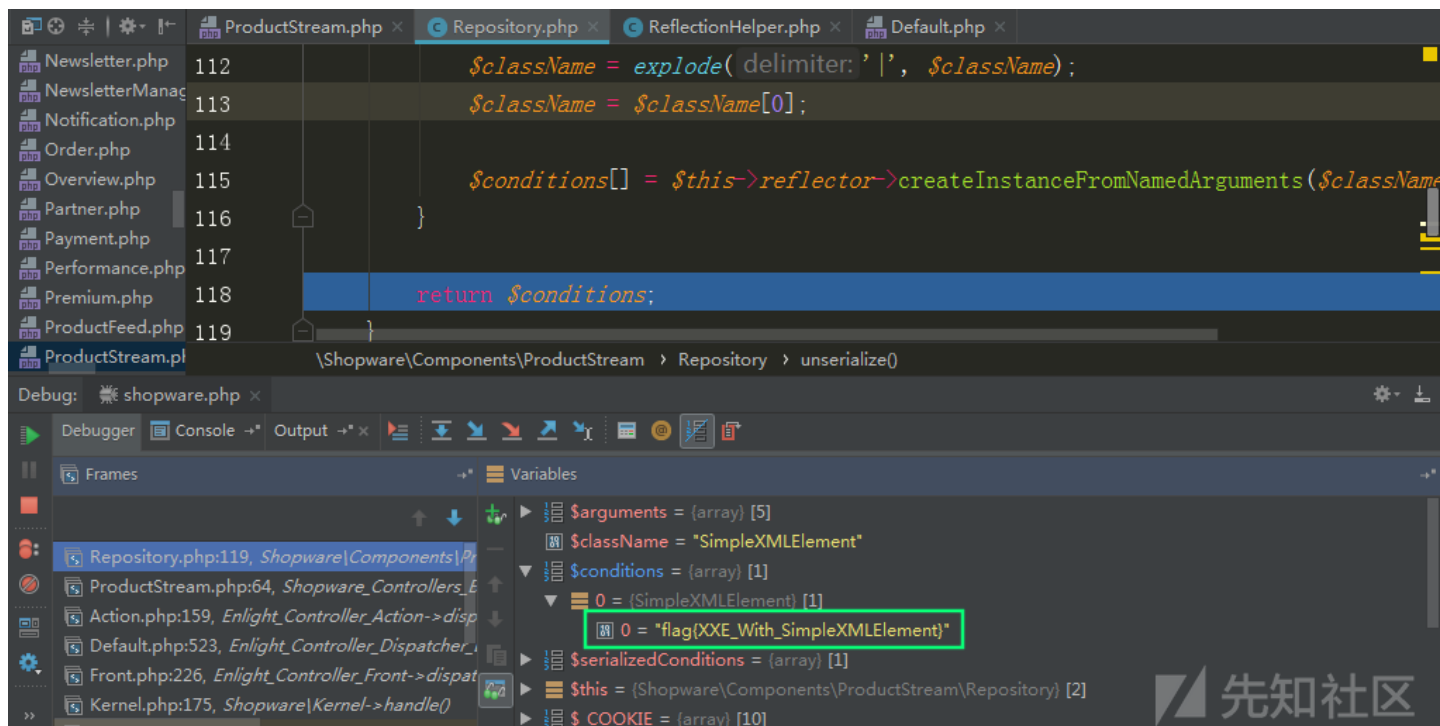 ProductStream.php × Repository.php × ReflectionHelper.php × Default.php ×
Newsletter.php
NewsletterManag
Notification.php
Order.php
Overview.php
Partner.php
Payment.php
Performance.php
Premium.php
ProductFeed.php
ProductStream.ph
112 $className = explode( delimiter: '|', $className);
113 $className = $className[0];
114
115 $conditions[] = $this->reflector->createInstanceFromNamedArguments($className
116 }
117
118 return $conditions;
119 }
\Shopware\Components\ProductStream › Repository › unserialize()
Debug: shopware.php ×
Debugger Console Output ×
Frames
Variables
Repository.php:119, Shopware\Components\Pr
ProductStream.php:64, Shopware_Controllers_B
Action.php:159, Enlight_Controller_Action->disp
Default.php:523, Enlight_Controller_Dispatcher_
Front.php:226, Enlight_Controller_Front->dispat
Kernel.php:175, Shopware\Kernel->handle()
$arguments = {array} [5]
$className = "SimpleXMLElement"
$conditions = {array} [1]
0 = {SimpleXMLElement} [1]
0 = "flag{XXE_With_SimpleXMLElement}"
$serializedConditions = {array} [1]
$this = {Shopware\Components\ProductStream\Repository} [2]
$_COOKIE = {array} [10]
先知社区